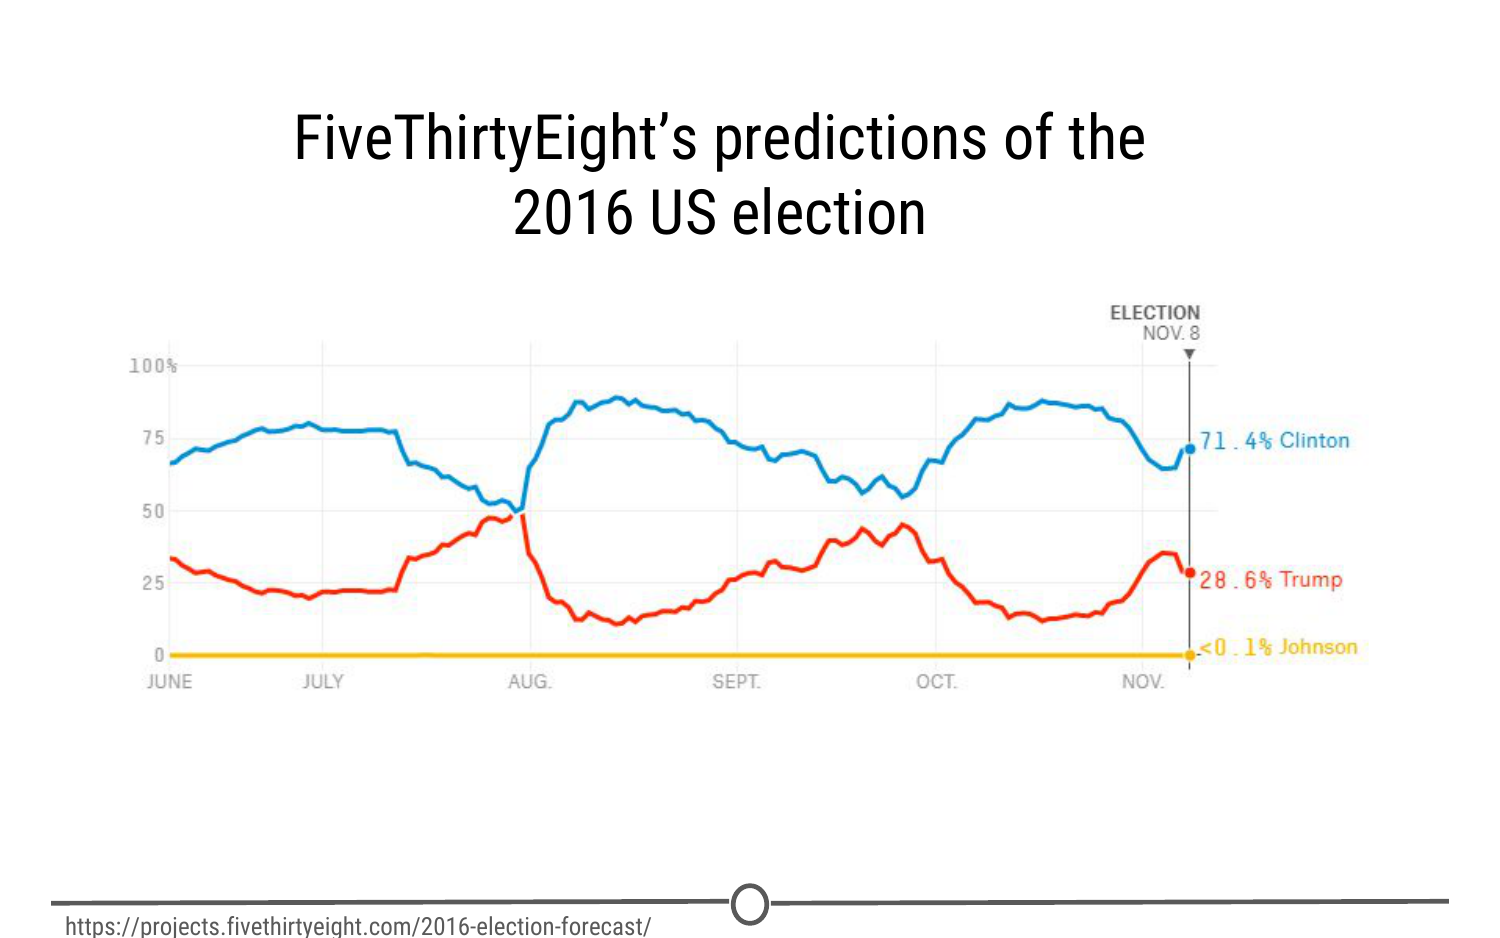 FiveThirtyEight’s predictions of the
2016 US election
ELECTION
NOV. 8
100%
75
71.4% Clinton
50
25
28.6% Trump
0
<0.1% Johnson
JUNE JULY AUG. SEPT. OCT. NOV.
https://projects.fivethirtyeight.com/2016-election-forecast/